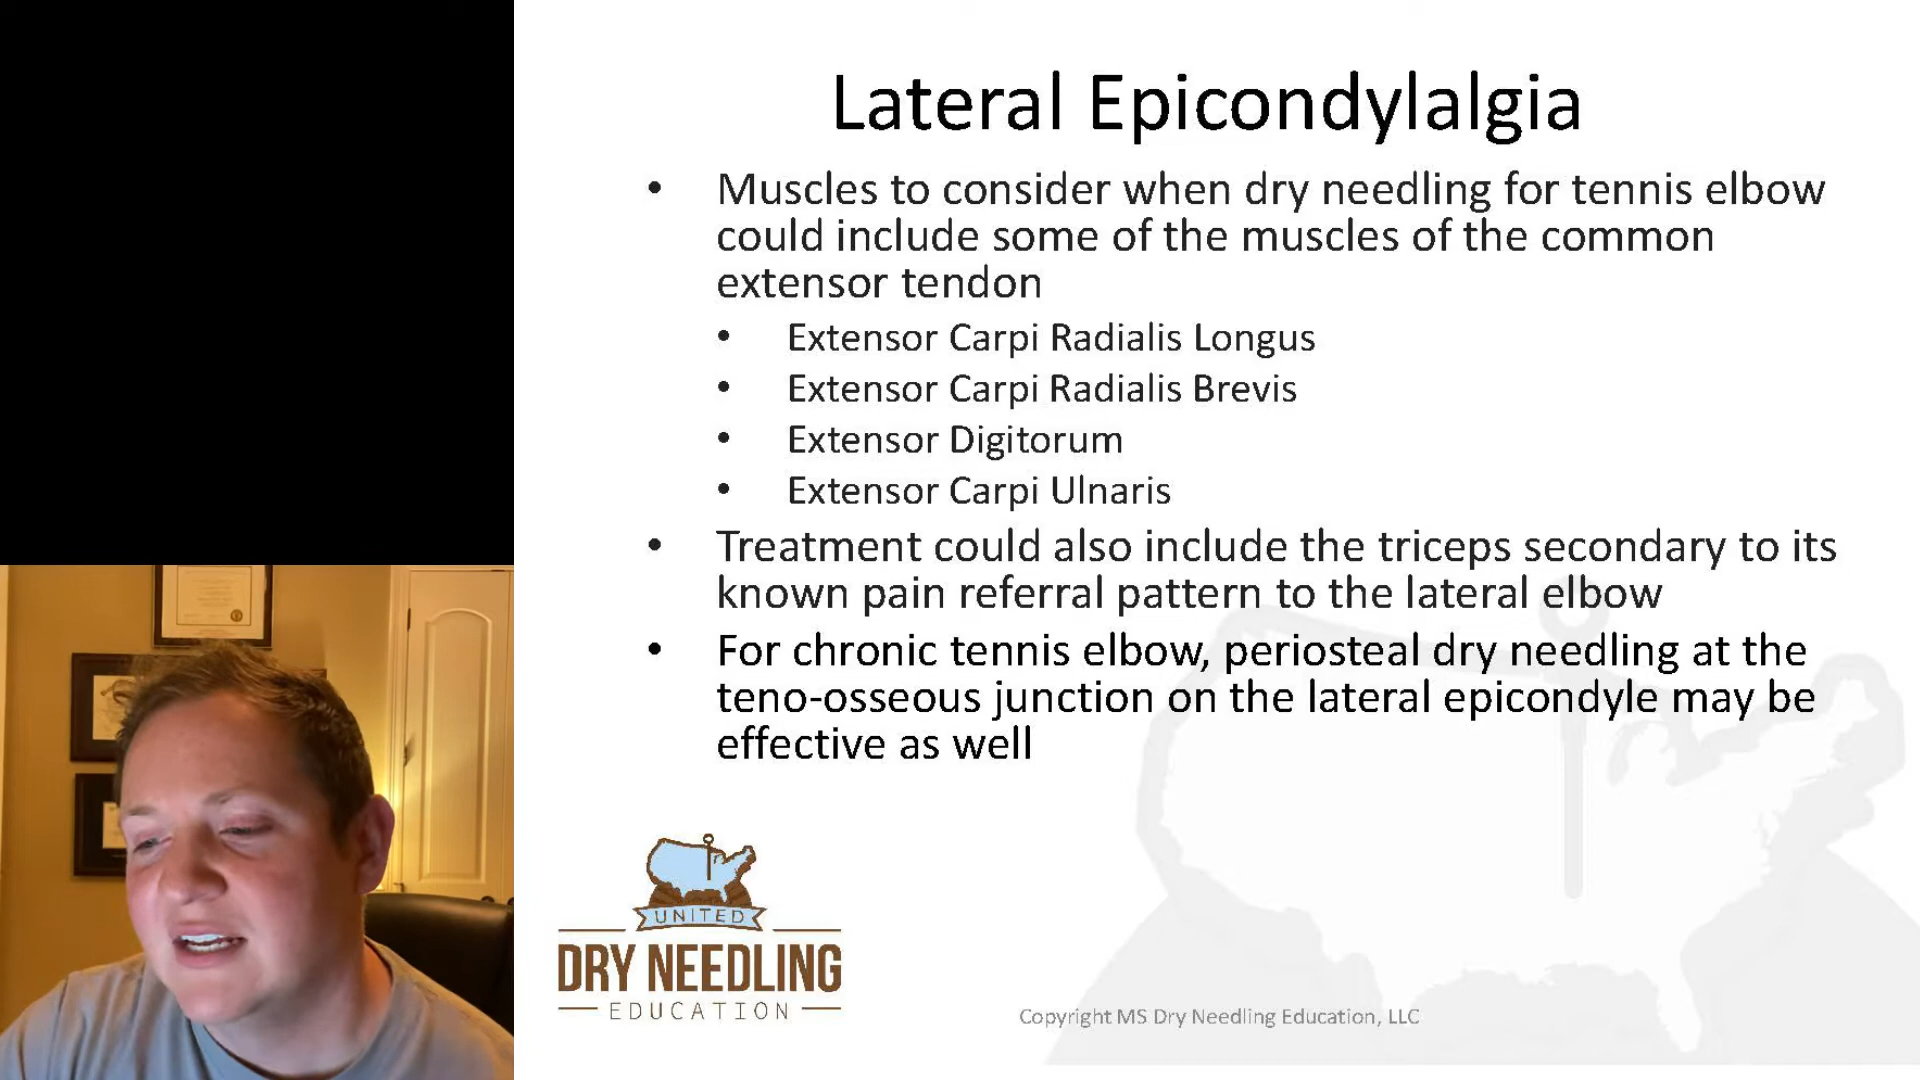 Lateral Epicondylalgia
• Muscles to consider when dry needling for tennis elbow
could include some of the muscles of the common
extensor tendon
• Extensor Carpi Radialis Longus
• Extensor Carpi Radialis Brevis
• Extensor Digitorum
• Extensor Carpi Ulnaris
• Treatment could also include the triceps secondary to its
known pain referral pattern to the lateral elbow
• For chronic tennis elbow, periosteal dry needling at the
teno-osseous junction on the lateral epicondyle may be
effective as well
UNITED
DRY NEEDLING
EDUCATION
Copyright MS Dry Needling Education, LLC